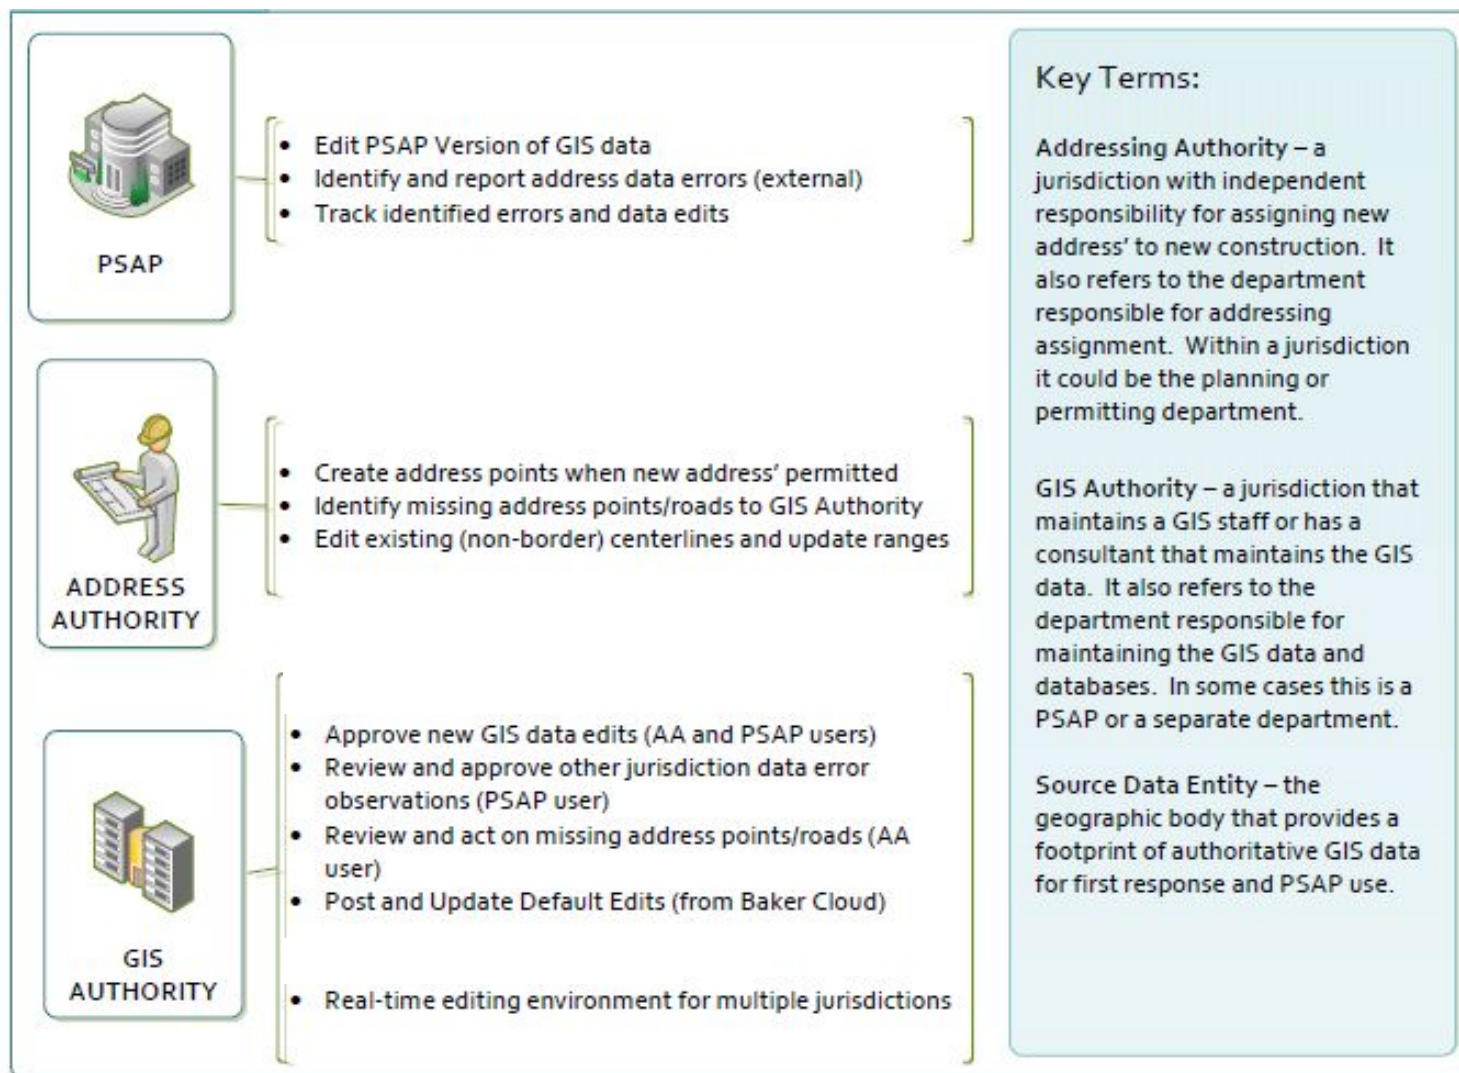 PSAP
• Edit PSAP Version of GIS data
• Identify and report address data errors (external)
• Track identified errors and data edits
ADDRESS
AUTHORITY
• Create address points when new address’ permitted
• Identify missing address points/roads to GIS Authority
• Edit existing (non-border) centerlines and update ranges
GIS
AUTHORITY
• Approve new GIS data edits (AA and PSAP users)
• Review and approve other jurisdiction data error
observations (PSAP user)
• Review and act on missing address points/roads (AA
user)
• Post and Update Default Edits (from Baker Cloud)
• Real-time editing environment for multiple jurisdictions
Key Terms:
Addressing Authority – a
jurisdiction with independent
responsibility for assigning new
address’ to new construction. It
also refers to the department
responsible for addressing
assignment. Within a jurisdiction
it could be the planning or
permitting department.
GIS Authority – a jurisdiction that
maintains a GIS staff or has a
consultant that maintains the GIS
data. It also refers to the
department responsible for
maintaining the GIS data and
databases. In some cases this is a
PSAP or a separate department.
Source Data Entity – the
geographic body that provides a
footprint of authoritative GIS data
for first response and PSAP use.